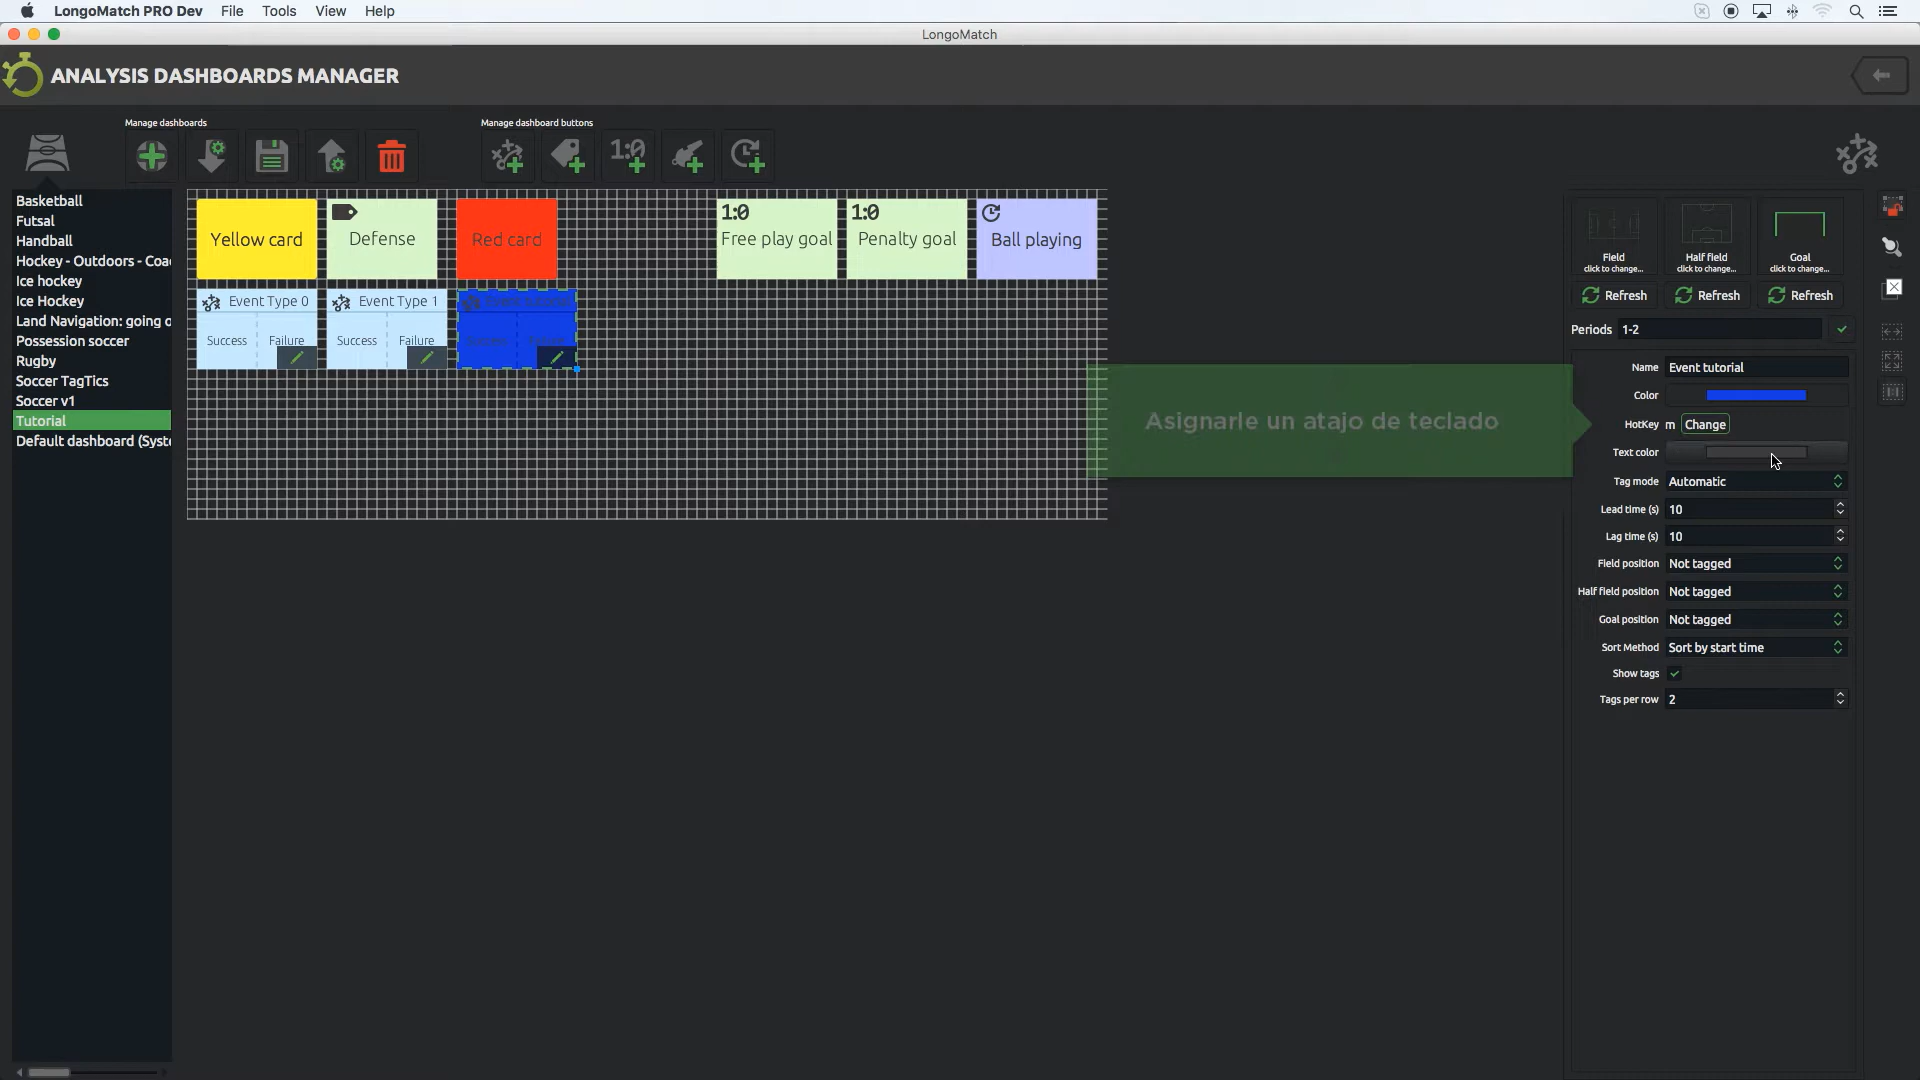 LongoMatch PRO Dev File Tools View Help
LongoMatch
ANALYSIS DASHBOARDS MANAGER
Manage dashboards
Manage dashboard buttons
1:0
Basketball
Futsal
Handball
Hockey - Outdoors - Coa
Ice hockey
Ice Hockey
Land Navigation: going o
Possession soccer
Rugby
Soccer TagTics
Soccer v1
Tutorial
Default dashboard (Syst
Yellow card
Defense
Red card
1:0
Free play goal
1:0
Penalty goal
Ball playing
Event Type 0
Success Failure
Event Type 1
Success Failure
Event tutorial
Success
Field
click to change...
Half field
click to change...
Goal
click to change...
Refresh Refresh Refresh
Periods 1-2
Name Event tutorial
Color
HotKey m Change
Text color
Tag mode Automatic
Lead time (s) 10
Lag time (s) 10
Field position Not tagged
Half field position Not tagged
Goal position Not tagged
Sort Method Sort by start time
Show tags
Tags per row 2
Asignarle un atajo de teclado